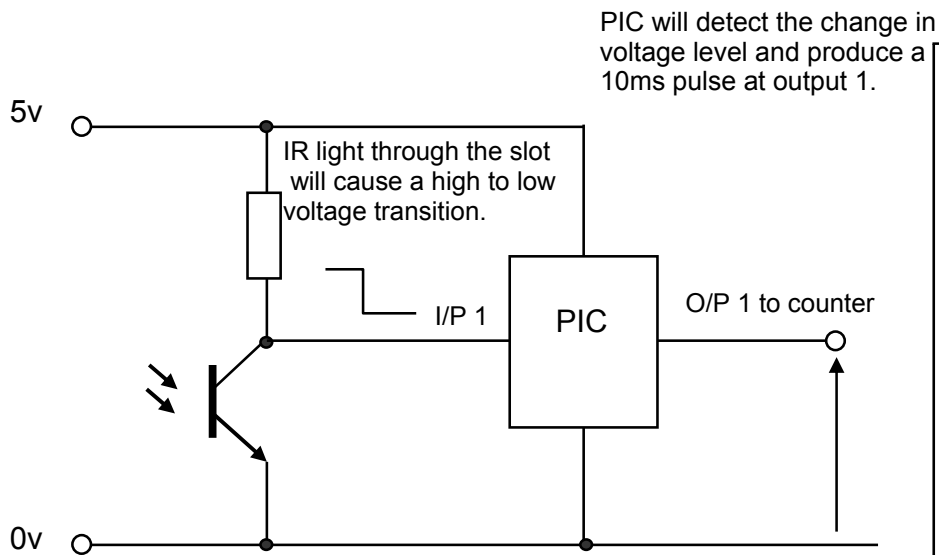 PIC will detect the change in
voltage level and produce a
10ms pulse at output 1.
5v
IR light through the slot
will cause a high to low
voltage transition.
I/P 1
PIC
O/P 1 to counter
0v